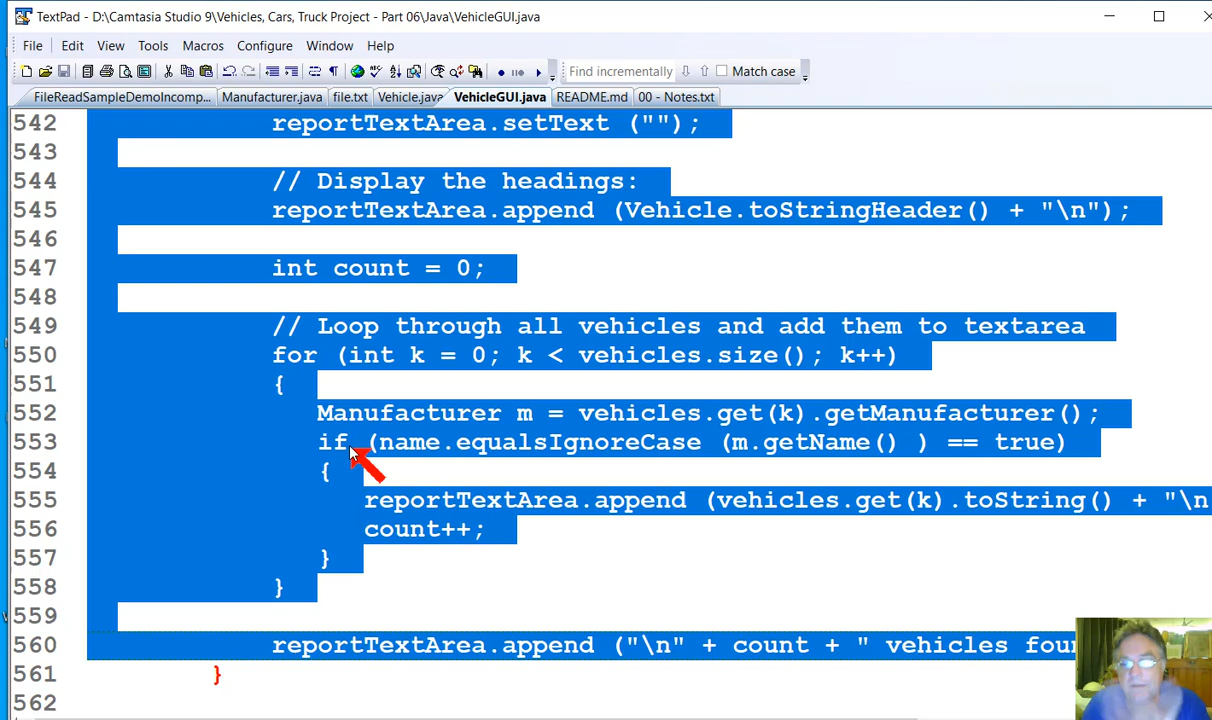 TextPad - D:\Camtasia Studio 9\Vehicles, Cars, Truck Project - Part 06\Java\VehicleGUI.java
File Edit View Tools Macros Configure Window Help
Find incrementally Match case
FileReadSampleDemoIncomp... Manufacturer.java file.txt Vehicle.java VehicleGUI.java README.md 00 - Notes.txt
542 reportTextArea.setText ("");
543
544 // Display the headings:
545 reportTextArea.append (Vehicle.toStringHeader() + "\n");
546
547 int count = 0;
548
549 // Loop through all vehicles and add them to textarea
550 for (int k = 0; k < vehicles.size(); k++)
551 {
552 Manufacturer m = vehicles.get(k).getManufacturer();
553 if (name.equalsIgnoreCase (m.getName() ) == true)
554 {
555 reportTextArea.append (vehicles.get(k).toString() + "\n
556 count++;
557 }
558 }
559
560 reportTextArea.append ("\n" + count + " vehicles foun
561 }
562